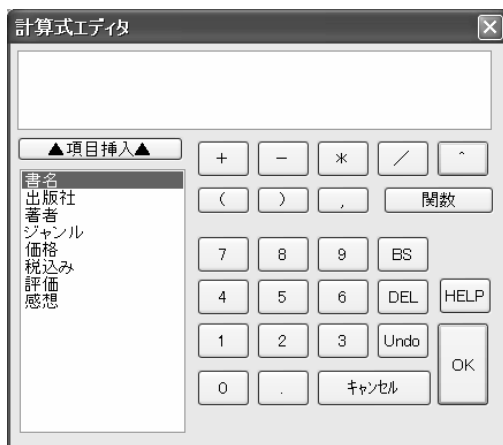 計算式エディタ
▲項目挿入▲
書名
出版社
著者
ジャンル
価格
税込み
評価
感想
+ − * ／ ^
( ) , 関数
7 8 9 BS
4 5 6 DEL HELP
1 2 3 Undo
0 . キャンセル OK